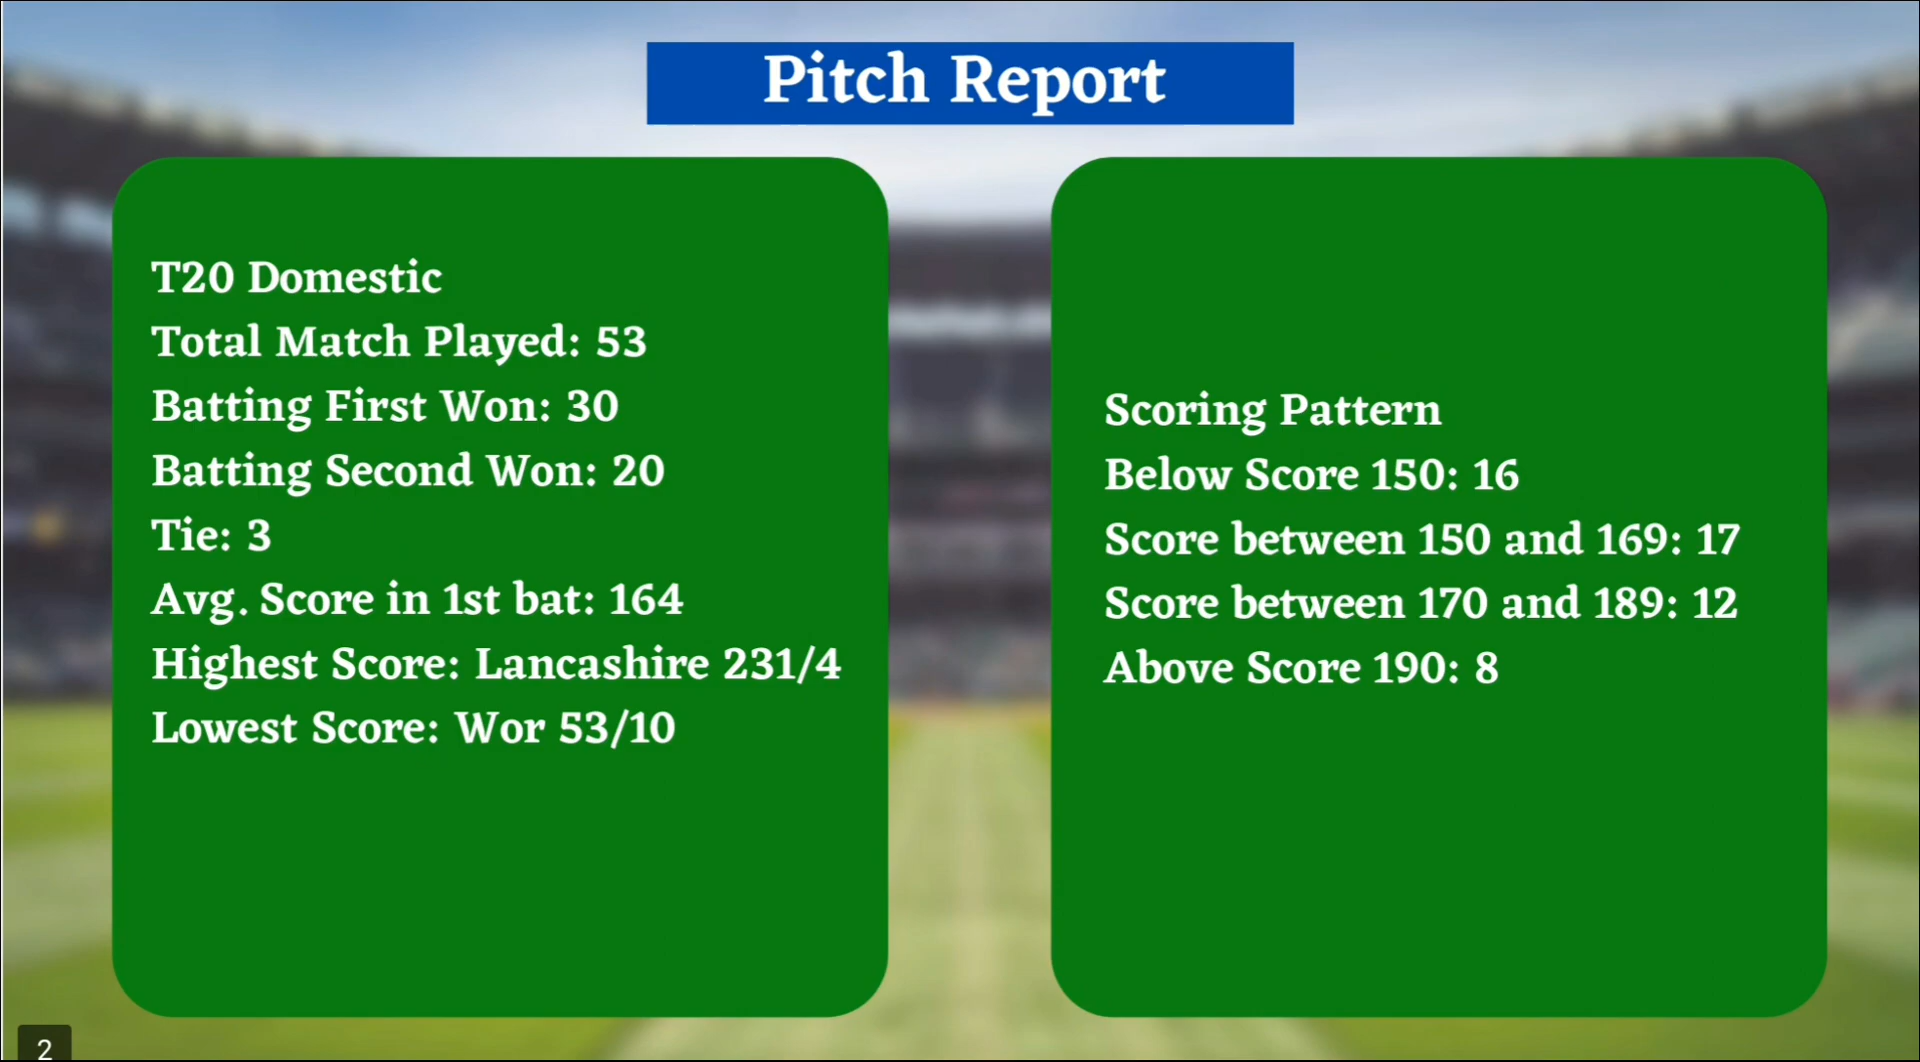 Pitch Report
T20 Domestic
Total Match Played: 53
Batting First Won: 30
Batting Second Won: 20
Tie: 3
Avg. Score in 1st bat: 164
Highest Score: Lancashire 231/4
Lowest Score: Wor 53/10
Scoring Pattern
Below Score 150: 16
Score between 150 and 169: 17
Score between 170 and 189: 12
Above Score 190: 8
2